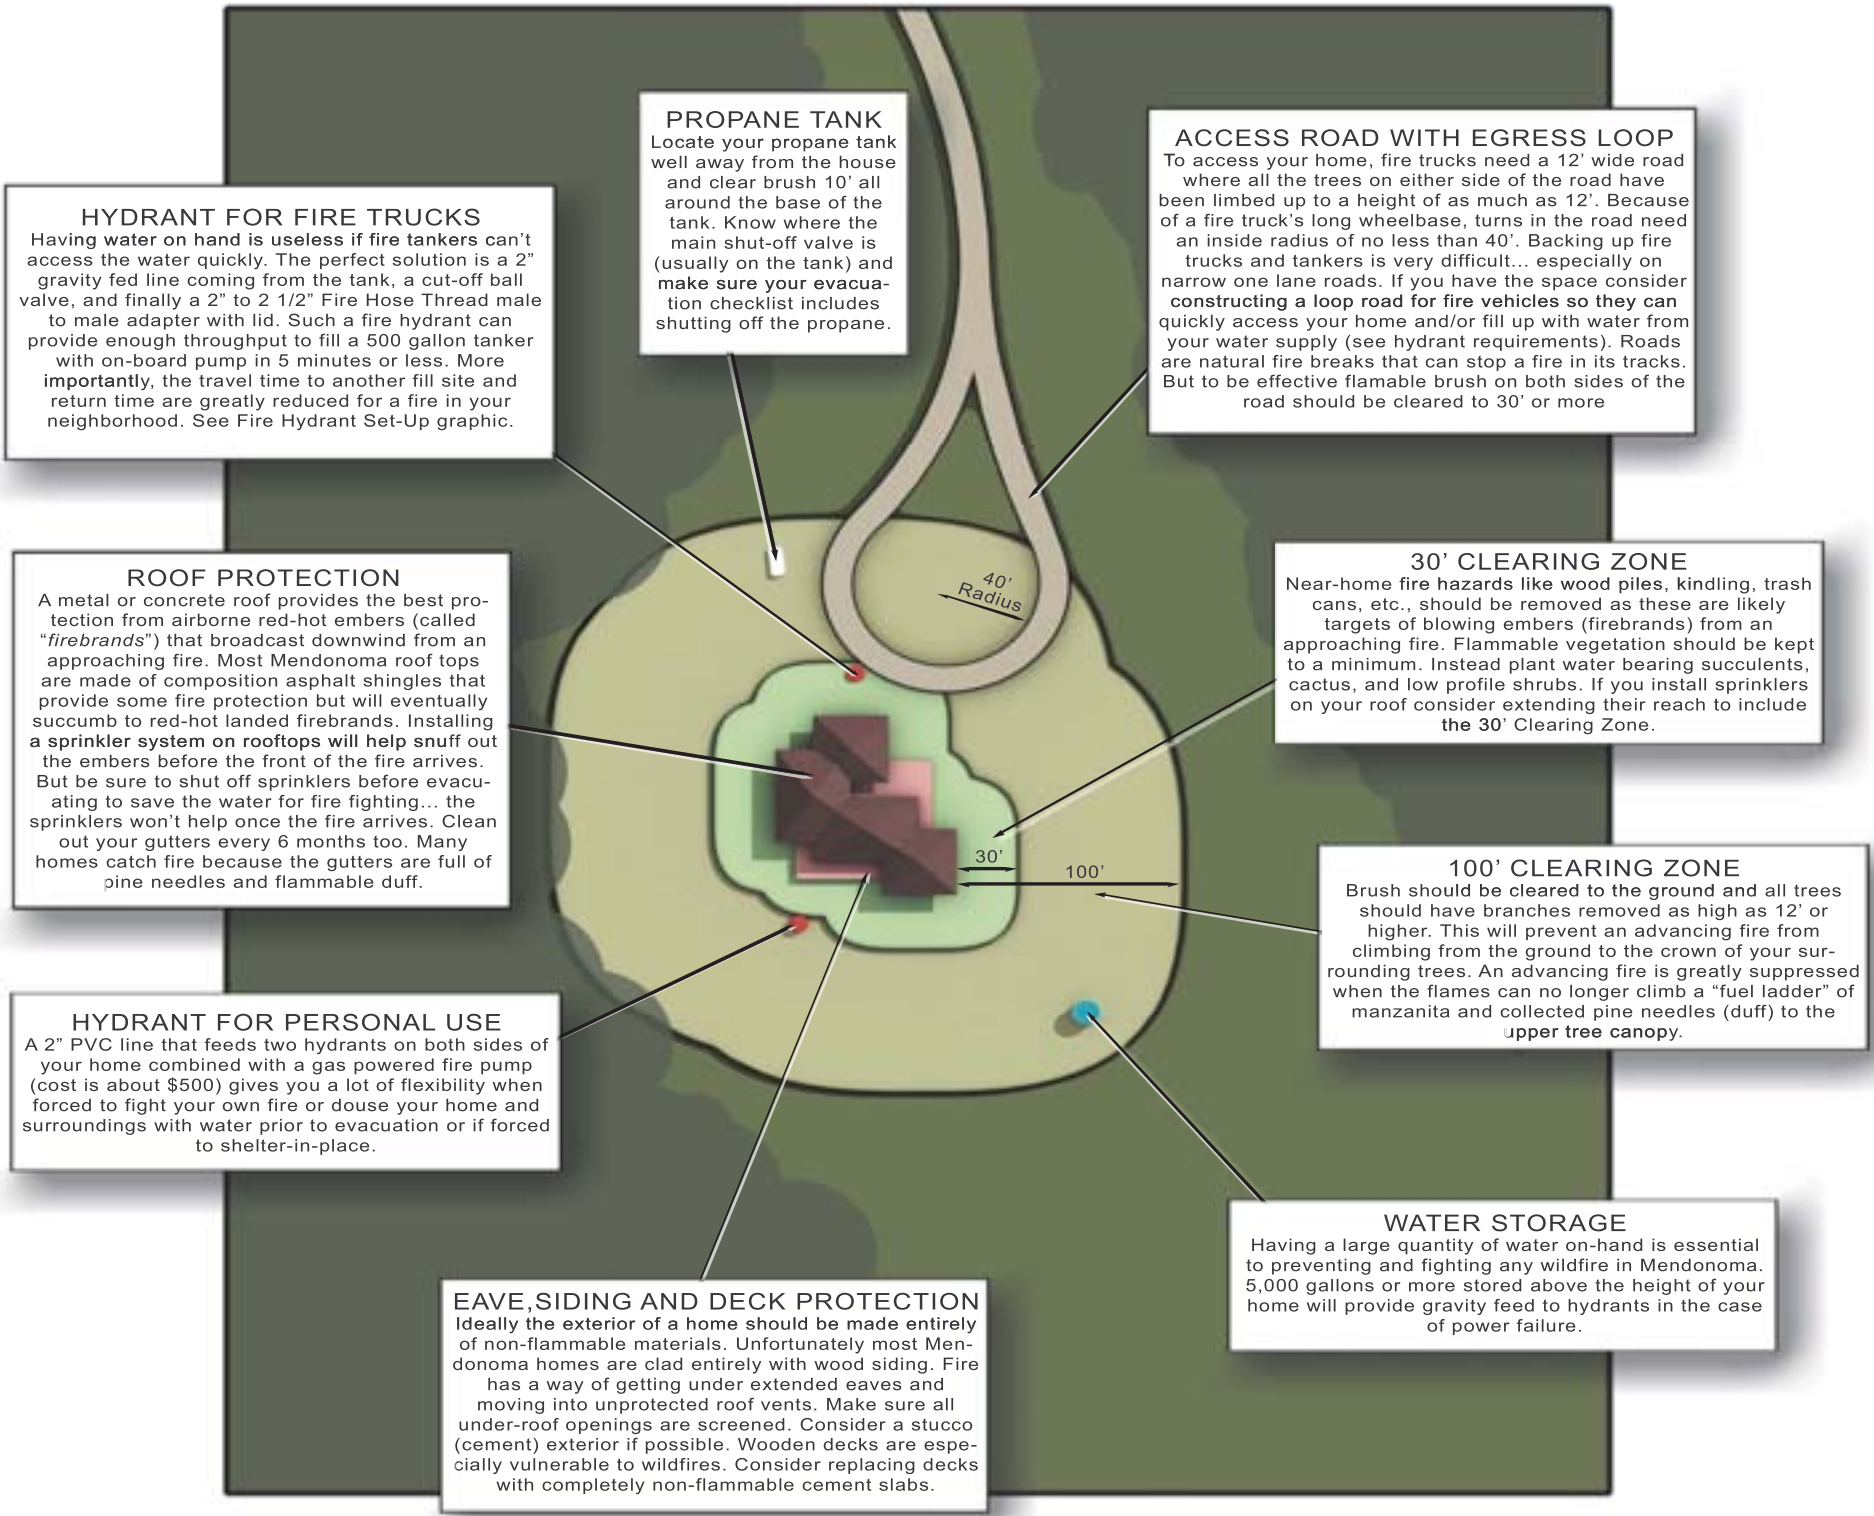 PROPANE TANK
Locate your propane tank
well away from the house
and clear brush 10' all
around the base of the
tank. Know where the
main shut-off valve is
(usually on the tank) and
make sure your evacua-
tion checklist includes
shutting off the propane.
ACCESS ROAD WITH EGRESS LOOP
To access your home, fire trucks need a 12' wide road
where all the trees on either side of the road have
been limbed up to a height of as much as 12'. Because
of a fire truck's long wheelbase, turns in the road need
an inside radius of no less than 40'. Backing up fire
trucks and tankers is very difficult... especially on
narrow one lane roads. If you have the space consider
constructing a loop road for fire vehicles so they can
quickly access your home and/or fill up with water from
your water supply (see hydrant requirements). Roads
are natural fire breaks that can stop a fire in its tracks.
But to be effective flamable brush on both sides of the
road should be cleared to 30' or more
HYDRANT FOR FIRE TRUCKS
Having water on hand is useless if fire tankers can't
access the water quickly. The perfect solution is a 2”
gravity fed line coming from the tank, a cut-off ball
valve, and finally a 2” to 2 1/2” Fire Hose Thread male
to male adapter with lid. Such a fire hydrant can
provide enough throughput to fill a 500 gallon tanker
with on-board pump in 5 minutes or less. More
importantly, the travel time to another fill site and
return time are greatly reduced for a fire in your
neighborhood. See Fire Hydrant Set-Up graphic.
ROOF PROTECTION
A metal or concrete roof provides the best pro-
tection from airborne red-hot embers (called
“firebrands”) that broadcast downwind from an
approaching fire. Most Mendonoma roof tops
are made of composition asphalt shingles that
provide some fire protection but will eventually
succumb to red-hot landed firebrands. Installing
a sprinkler system on rooftops will help snuff out
the embers before the front of the fire arrives.
But be sure to shut off sprinklers before evacu-
ating to save the water for fire fighting... the
sprinklers won't help once the fire arrives. Clean
out your gutters every 6 months too. Many
homes catch fire because the gutters are full of
pine needles and flammable duff.
40'
Radius
30' CLEARING ZONE
Near-home fire hazards like wood piles, kindling, trash
cans, etc., should be removed as these are likely
targets of blowing embers (firebrands) from an
approaching fire. Flammable vegetation should be kept
to a minimum. Instead plant water bearing succulents,
cactus, and low profile shrubs. If you install sprinklers
on your roof consider extending their reach to include
the 30' Clearing Zone.
30'
100'
100' CLEARING ZONE
Brush should be cleared to the ground and all trees
should have branches removed as high as 12' or
higher. This will prevent an advancing fire from
climbing from the ground to the crown of your sur-
rounding trees. An advancing fire is greatly suppressed
when the flames can no longer climb a “fuel ladder” of
manzanita and collected pine needles (duff) to the
upper tree canopy.
HYDRANT FOR PERSONAL USE
A 2” PVC line that feeds two hydrants on both sides of
your home combined with a gas powered fire pump
(cost is about $500) gives you a lot of flexibility when
forced to fight your own fire or douse your home and
surroundings with water prior to evacuation or if forced
to shelter-in-place.
WATER STORAGE
Having a large quantity of water on-hand is essential
to preventing and fighting any wildfire in Mendonoma.
5,000 gallons or more stored above the height of your
home will provide gravity feed to hydrants in the case
of power failure.
EAVE,SIDING AND DECK PROTECTION
Ideally the exterior of a home should be made entirely
of non-flammable materials. Unfortunately most Men-
donoma homes are clad entirely with wood siding. Fire
has a way of getting under extended eaves and
moving into unprotected roof vents. Make sure all
under-roof openings are screened. Consider a stucco
(cement) exterior if possible. Wooden decks are espe-
cially vulnerable to wildfires. Consider replacing decks
with completely non-flammable cement slabs.